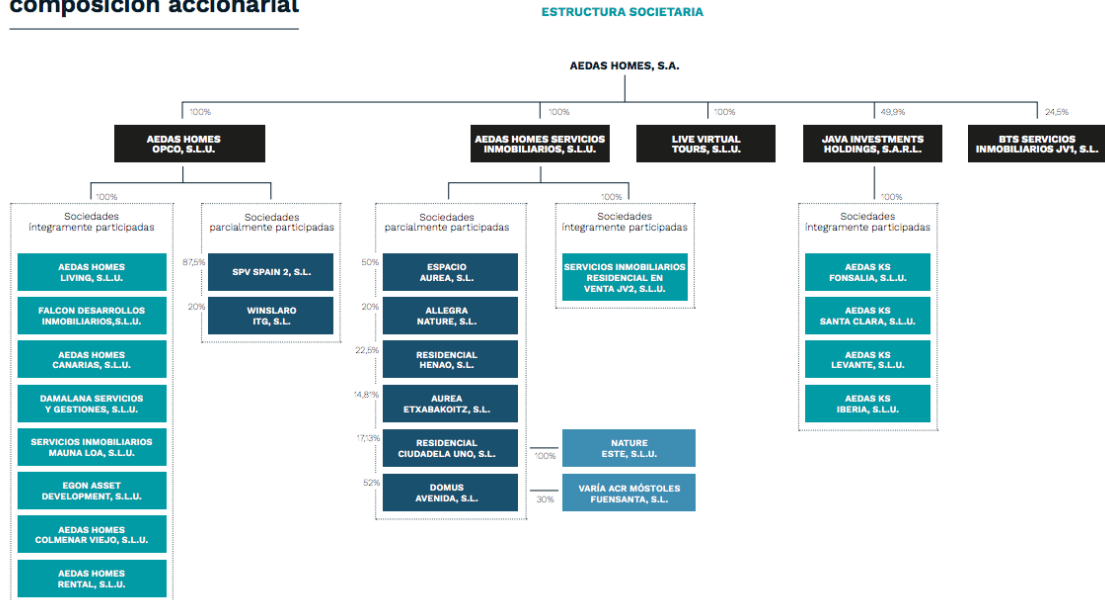 composición accionarial
ESTRUCTURA SOCIETARIA
AEDAS HOMES, S.A.
100%
100%
100%
49,9%
24,5%
AEDAS HOMES
OPCO, S.L.U.
AEDAS HOMES SERVICIOS
INMOBILIARIOS, S.L.U.
LIVE VIRTUAL
TOURS, S.L.U.
JAVA INVESTMENTS
HOLDINGS, S.A.R.L.
BTS SERVICIOS
INMOBILIARIOS JV1, S.L.
100%
Sociedades
íntegramente participadas
AEDAS HOMES
LIVING, S.L.U.
FALCON DESARROLLOS
INMOBILIARIOS,S.L.U.
AEDAS HOMES
CANARIAS, S.L.U.
DAMALANA SERVICIOS
Y GESTIONES, S.L.U.
SERVICIOS INMOBILIARIOS
MAUNA LOA, S.L.U.
EGON ASSET
DEVELOPMENT, S.L.U.
AEDAS HOMES
COLMENAR VIEJO, S.L.U.
AEDAS HOMES
RENTAL, S.L.U.
Sociedades
parcialmente participadas
87,5%
SPV SPAIN 2, S.L.
20%
WINSLARO
ITG, S.L.
Sociedades
parcialmente participadas
50%
ESPACIO
AUREA, S.L.
20%
ALLEGRA
NATURE, S.L.
22,5%
RESIDENCIAL
HENAO, S.L.
14,81%
AUREA
ETXABAKOITZ, S.L.
17,13%
RESIDENCIAL
CIUDADELA UNO, S.L.
100%
NATURE
ESTE, S.L.U.
52%
DOMUS
AVENIDA, S.L.
30%
VARÍA ACR MÓSTOLES
FUENSANTA, S.L.
100%
Sociedades
íntegramente participadas
SERVICIOS INMOBILIARIOS
RESIDENCIAL EN
VENTA JV2, S.L.U.
100%
Sociedades
íntegramente participadas
AEDAS KS
FONSALIA, S.L.U.
AEDAS KS
SANTA CLARA, S.L.U.
AEDAS KS
LEVANTE, S.L.U.
AEDAS KS
IBERIA, S.L.U.